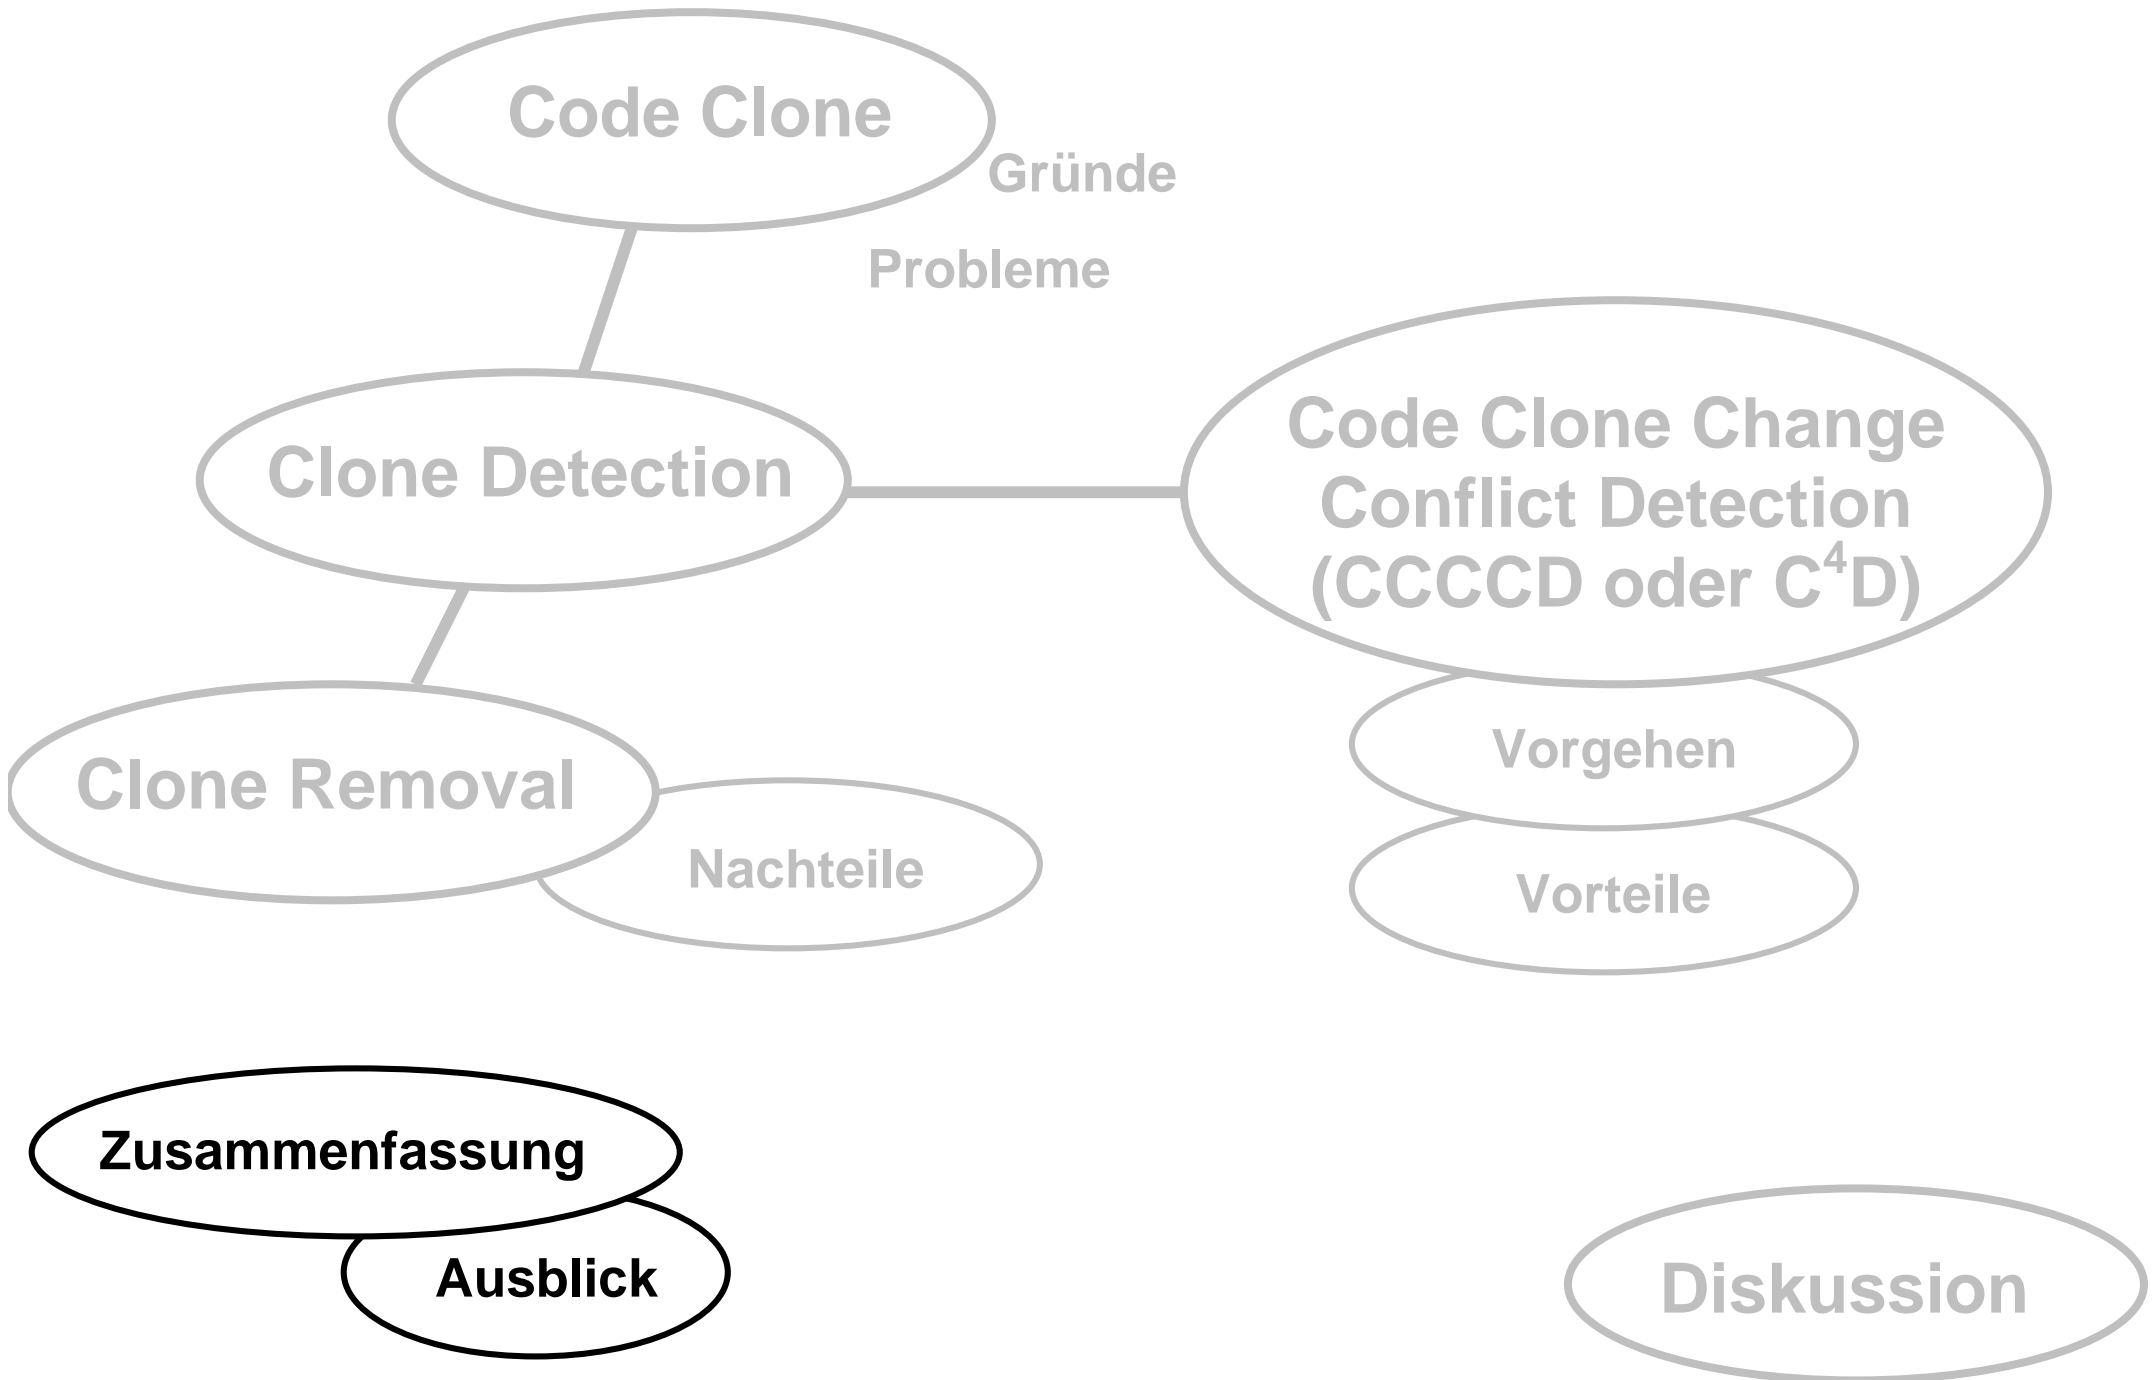 Code Clone
Gründe
Probleme
Clone Detection
Code Clone Change
Conflict Detection
(CCCCD oder C⁴D)
Clone Removal
Nachteile
Vorgehen
Vorteile
Zusammenfassung
Ausblick
Diskussion